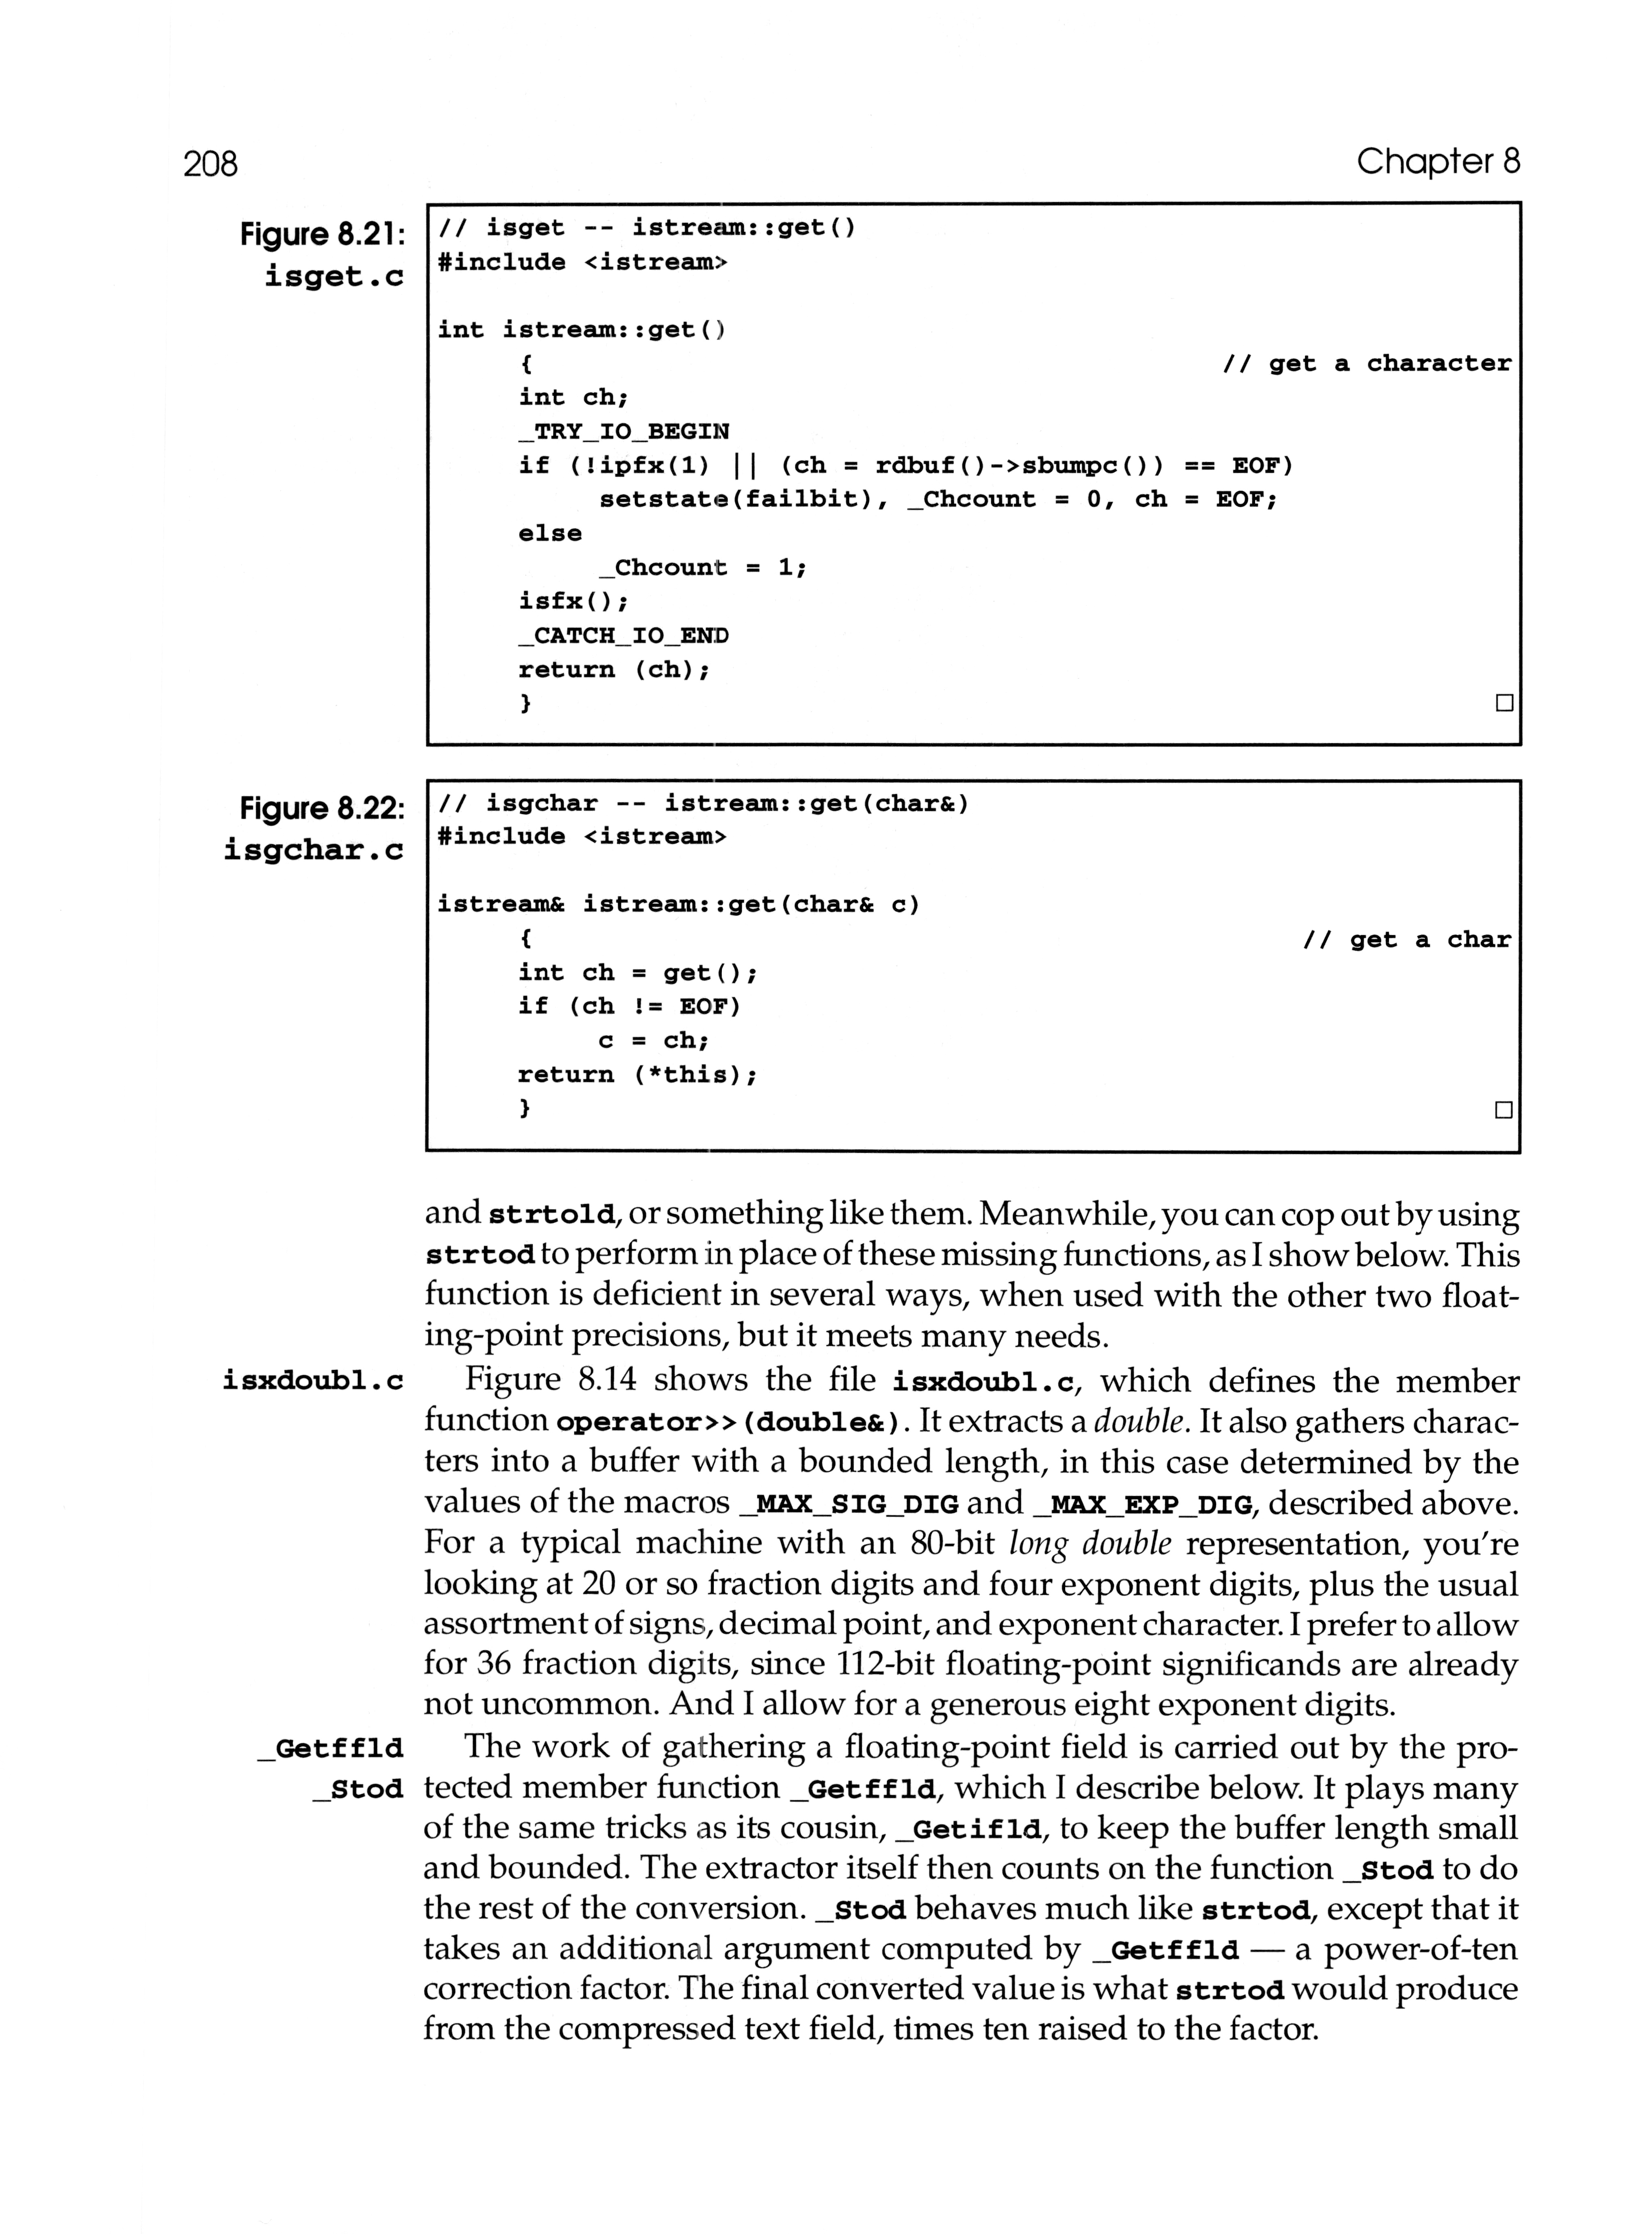 208
Chapter 8
Figure 8.21:
isget.c
// isget -- istream::get()
#include <istream>
int istream::get()
{ // get a character
int ch;
_TRY_IO_BEGIN
if (!ipfx(1) || (ch = rdbuf()->sbumpc()) == EOF)
setstate(failbit), _Chcount = 0, ch = EOF;
else
_Chcount = 1;
isfx();
_CATCH_IO_END
return (ch);
} □
Figure 8.22:
isgchar.c
// isgchar -- istream::get(char&)
#include <istream>
istream& istream::get(char& c)
{ // get a char
int ch = get();
if (ch != EOF)
c = ch;
return (*this);
} □
and strtold, or something like them. Meanwhile, you can cop out by using
strtod to perform in place of these missing functions, as I show below. This
function is deficient in several ways, when used with the other two float-
ing-point precisions, but it meets many needs.
isxdoubl.c
Figure 8.14 shows the file isxdoubl.c, which defines the member
function operator>>(double&). It extracts a double. It also gathers charac-
ters into a buffer with a bounded length, in this case determined by the
values of the macros _MAX_SIG_DIG and _MAX_EXP_DIG, described above.
For a typical machine with an 80-bit long double representation, you're
looking at 20 or so fraction digits and four exponent digits, plus the usual
assortment of signs, decimal point, and exponent character. I prefer to allow
for 36 fraction digits, since 112-bit floating-point significands are already
not uncommon. And I allow for a generous eight exponent digits.
_Getffld
_Stod
The work of gathering a floating-point field is carried out by the pro-
tected member function _Getffld, which I describe below. It plays many
of the same tricks as its cousin, _Getifld, to keep the buffer length small
and bounded. The extractor itself then counts on the function _Stod to do
the rest of the conversion. _Stod behaves much like strtod, except that it
takes an additional argument computed by _Getffld — a power-of-ten
correction factor. The final converted value is what strtod would produce
from the compressed text field, times ten raised to the factor.